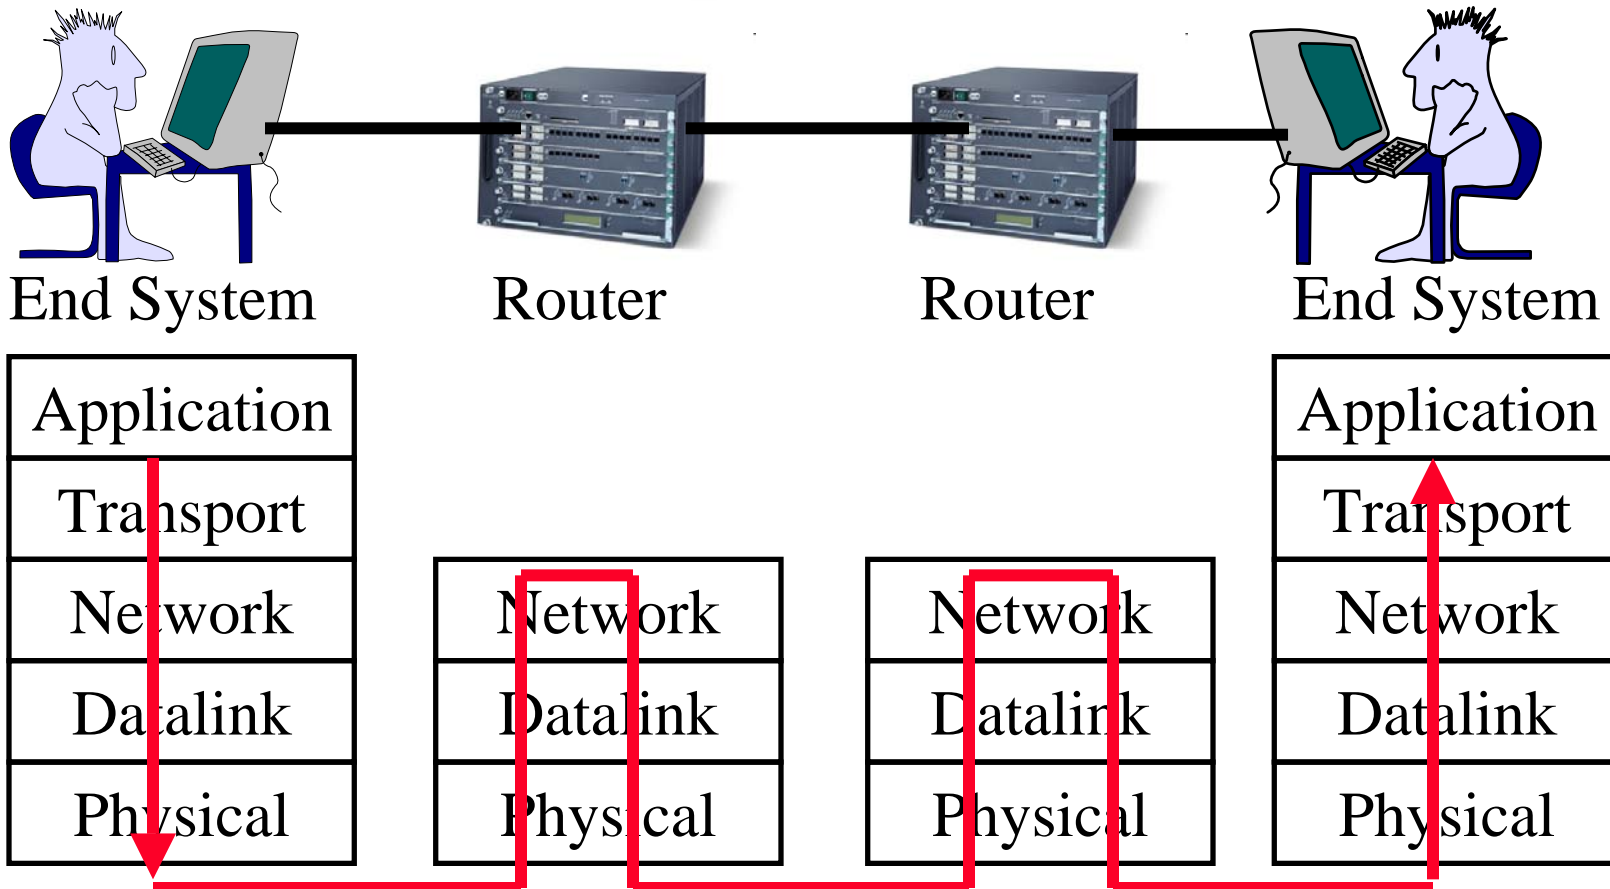 End System
Router
Router
End System
Application
Transport
Network
Datalink
Physical
Network
Datalink
Physical
Network
Datalink
Physical
Application
Transport
Network
Datalink
Physical